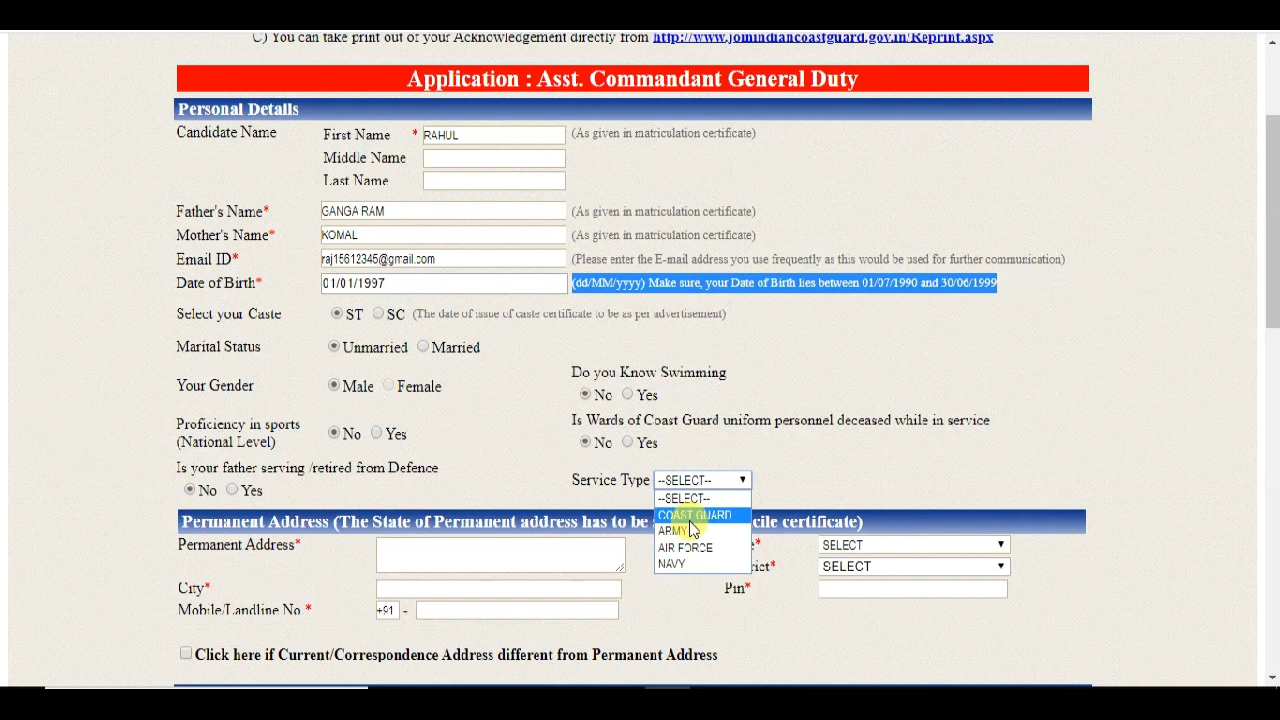 C) You can take print out of your Acknowledgement directly from http://www.joinindiancoastguard.gov.in/Reprint.aspx
Application : Asst. Commandant General Duty
Personal Details
Candidate Name First Name * RAHUL (As given in matriculation certificate)
Middle Name
Last Name
Father's Name* GANGA RAM (As given in matriculation certificate)
Mother's Name* KOMAL (As given in matriculation certificate)
Email ID* raj15612345@gmail.com (Please enter the E-mail address you use frequently as this would be used for further communication)
Date of Birth* 01/01/1997 (dd/MM/yyyy) Make sure, your Date of Birth lies between 01/07/1990 and 30/06/1999
Select your Caste ST SC (The date of issue of caste certificate to be as per advertisement)
Marital Status Unmarried Married
Do you Know Swimming
Your Gender Male Female No Yes
Proficiency in sports (National Level) No Yes
Is Wards of Coast Guard uniform personnel deceased while in service
No Yes
Is your father serving /retired from Defence
No Yes
Service Type --SELECT--
--SELECT--
COAST GUARD
ARMY
AIR FORCE
NAVY
Permanent Address (The State of Permanent address has to be certificate)
Permanent Address* SELECT
SELECT
City* Pin*
Mobile/Landline No * +91 -
Click here if Current/Correspondence Address different from Permanent Address